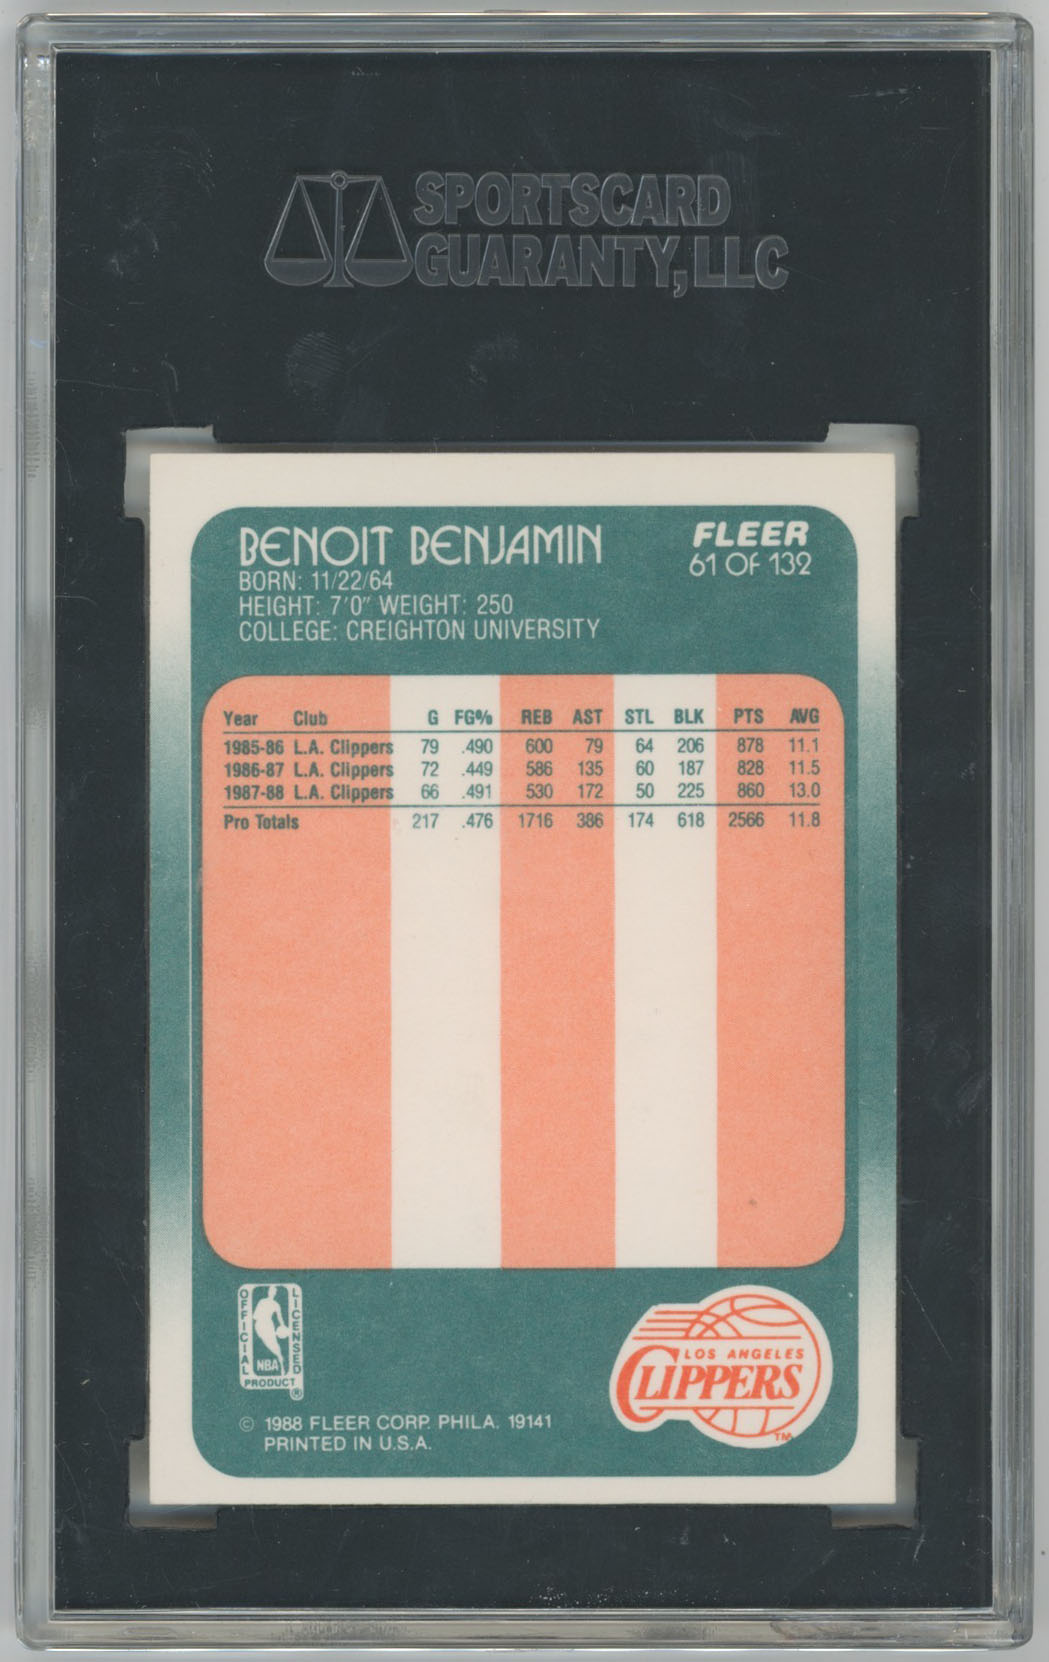 SPORTSCARD
GUARANTY, LLC
BENOIT BENJAMIN
FLEER
61 OF 132
BORN: 11/22/64
HEIGHT: 7'0" WEIGHT: 250
COLLEGE: CREIGHTON UNIVERSITY
Year Club G FG% REB AST STL BLK PTS AVG
1985-86 L.A. Clippers 79 .490 600 79 64 206 878 11.1
1986-87 L.A. Clippers 72 .449 586 135 60 187 828 11.5
1987-88 L.A. Clippers 66 .491 530 172 50 225 860 13.0
Pro Totals 217 .476 1716 386 174 618 2566 11.8
OFFICIAL
LICENSED
NBA
PRODUCT
®
LOS ANGELES
CLIPPERS
TM
© 1988 FLEER CORP. PHILA. 19141
PRINTED IN U.S.A.